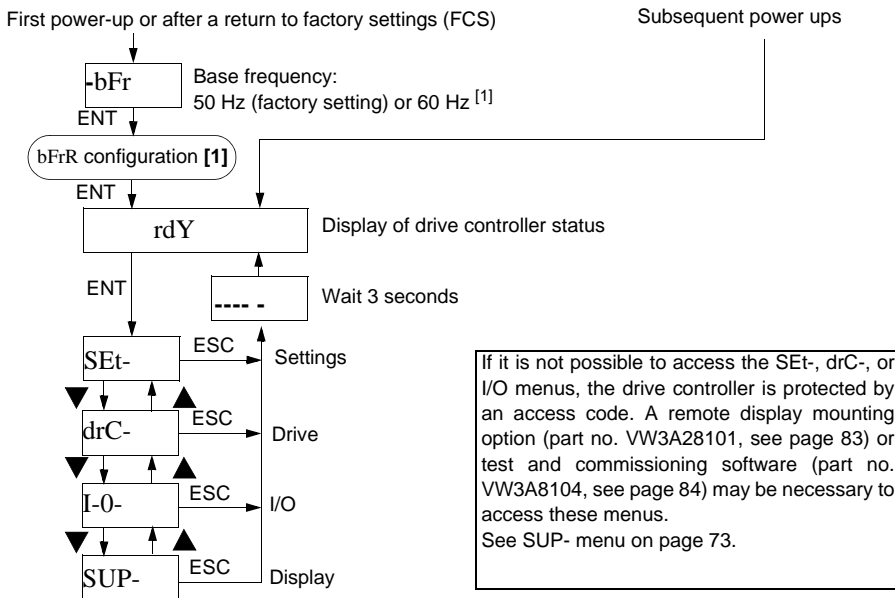 First power-up or after a return to factory settings (FCS)
Subsequent power ups
-bFr
Base frequency:
50 Hz (factory setting) or 60 Hz [1]
ENT
bFrR configuration [1]
ENT
rdY
Display of drive controller status
ENT
---- -
Wait 3 seconds
SEt-
ESC
Settings
▼ ▲
drC-
ESC
Drive
▼ ▲
I-0-
ESC
I/O
▼ ▲
SUP-
ESC
Display
If it is not possible to access the SEt-, drC-, or
I/O menus, the drive controller is protected by
an access code. A remote display mounting
option (part no. VW3A28101, see page 83) or
test and commissioning software (part no.
VW3A8104, see page 84) may be necessary to
access these menus.
See SUP- menu on page 73.